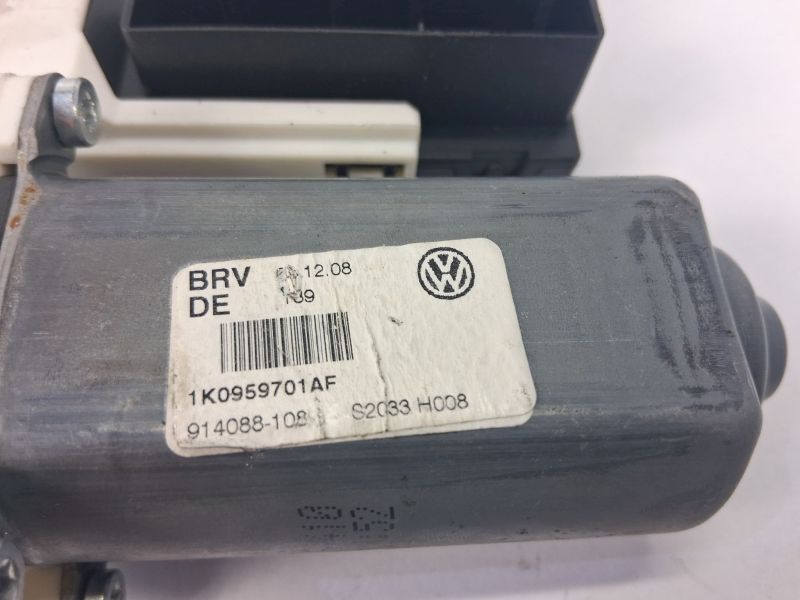 BRV 12.08
DE
1K0959701AF
914088-108 S2033 H008